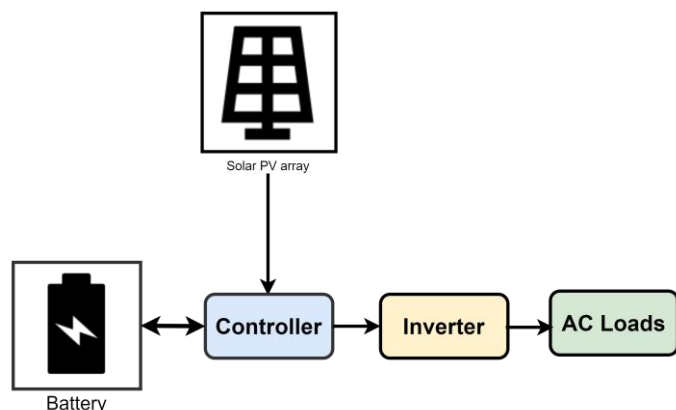 Solar PV array
Controller
Inverter
AC Loads
Battery